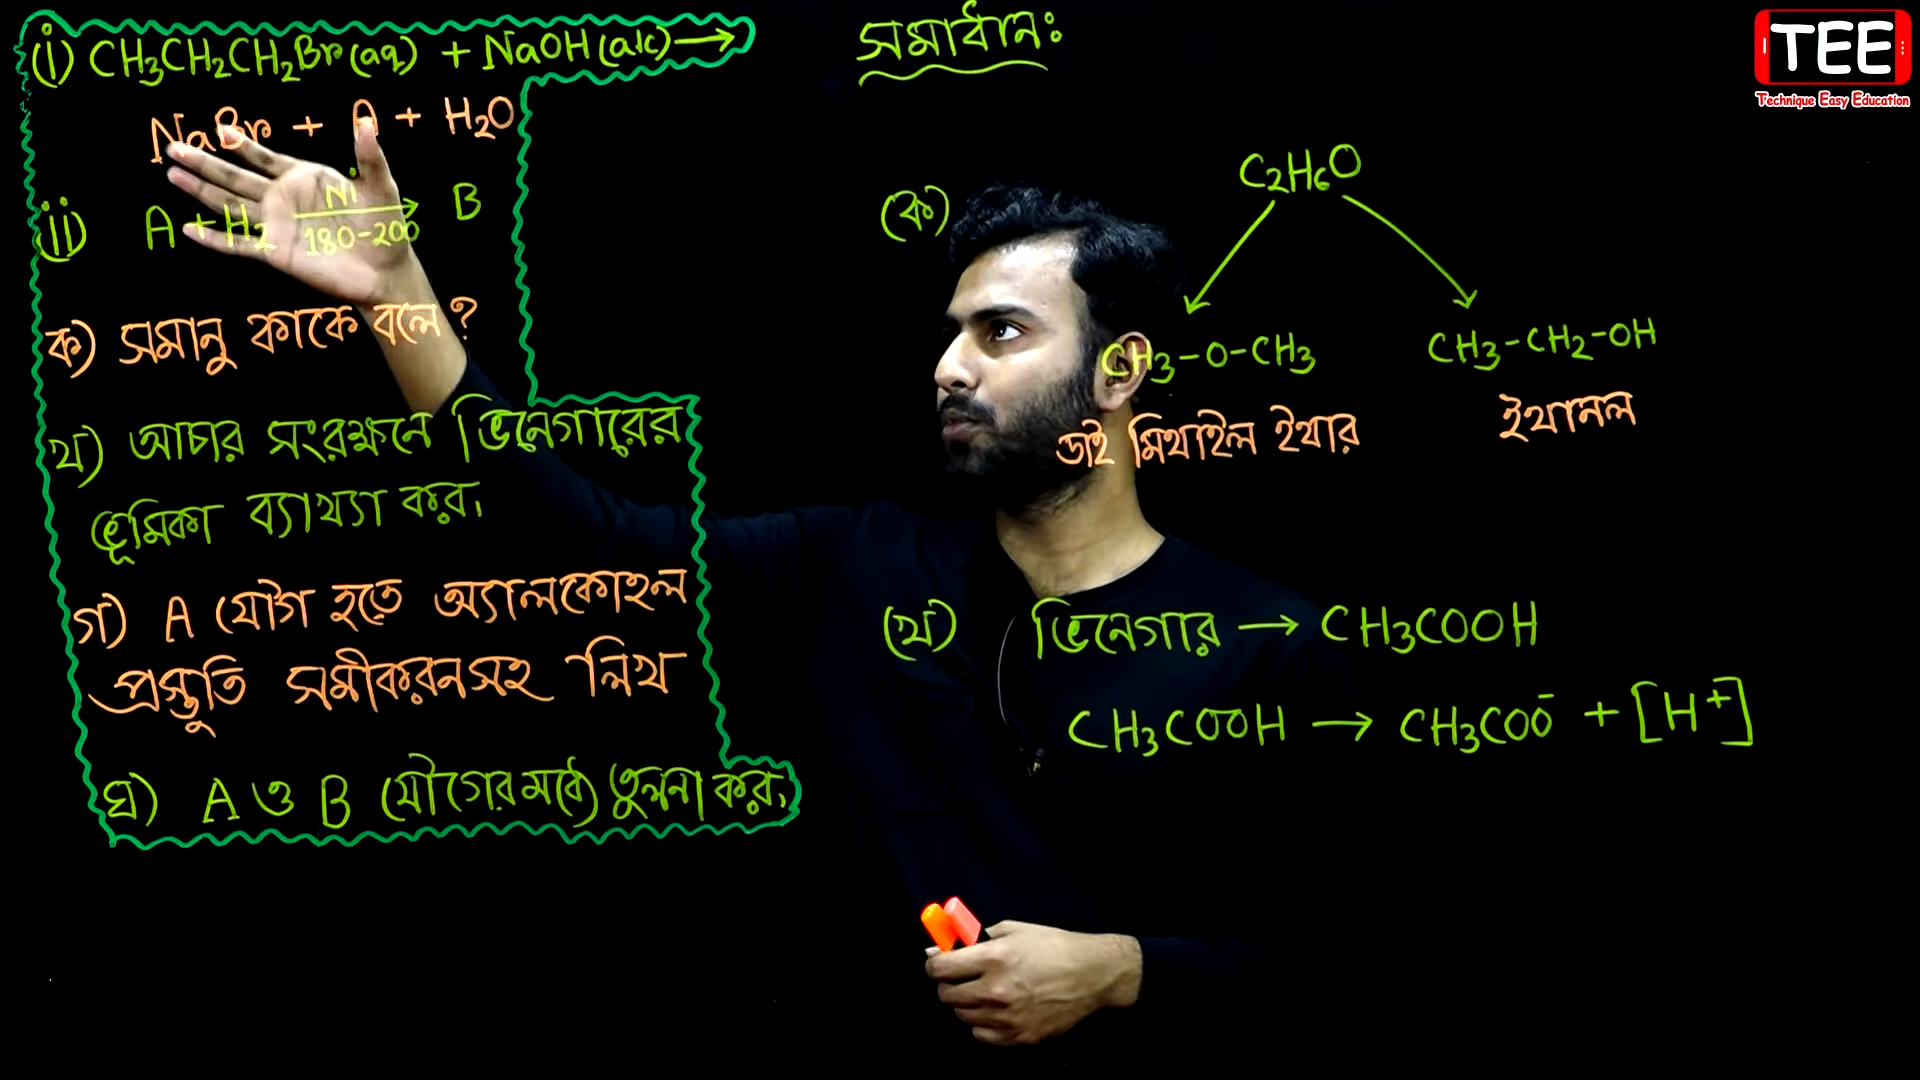 (i) CH3CH2CH2Br(aq) + NaOH(alc) →
NaBr + A + H2O
(ii) A + H2 Ni → B
180-200
ক) সমানু কাকে বলে?
খ) আচার সংরক্ষনে ভিনেগারের
ভূমিকা ব্যাখ্যা কর।
গ) A যৌগ হতে অ্যালকোহল
প্রস্তুতি সমীকরনসহ লিখ
ঘ) A ও B যৌগের মধ্যে তুলনা কর।
সমাধান:
(ক) C2H6O
CH3-O-CH3 CH3-CH2-OH
ডাই মিথাইল ইথার ইথানল
(খ) ভিনেগার → CH3COOH
CH3COOH → CH3COO- + [H+]
TEE
Technique Easy Education